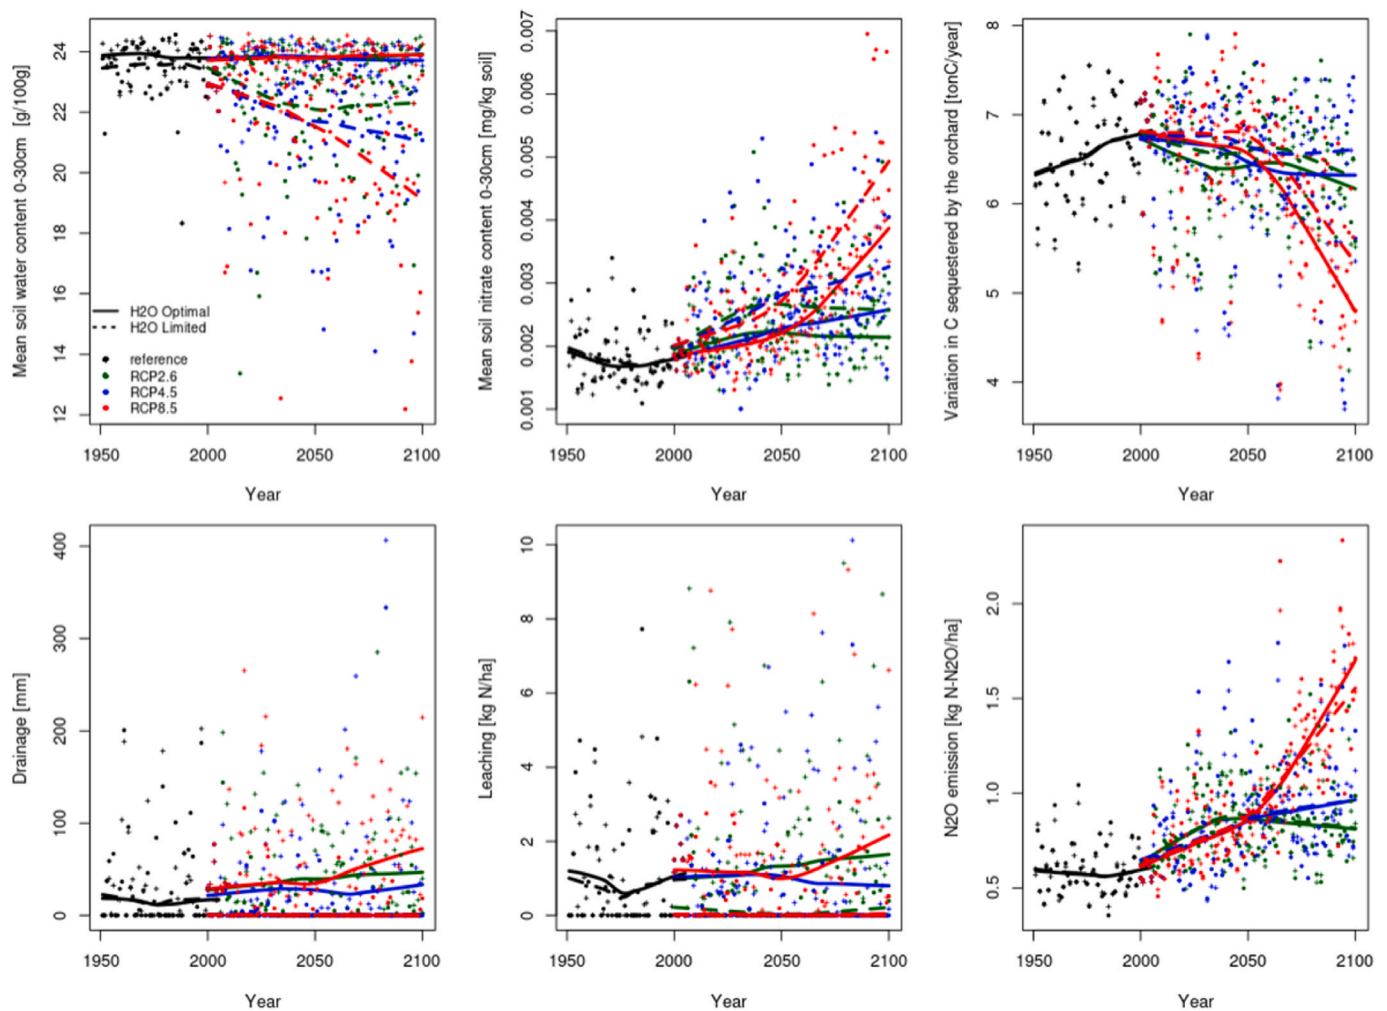 Mean soil water content 0-30cm [g/100g]
24
22
20
18
16
14
12
H2O Optimal
H2O Limited
reference
RCP2.6
RCP4.5
RCP8.5
1950 2000 2050 2100
Year
Mean soil nitrate content 0-30cm [mg/kg soil]
0.007
0.006
0.005
0.004
0.003
0.002
0.001
1950 2000 2050 2100
Year
Variation in C sequestered by the orchard [tonC/year]
8
7
6
5
4
1950 2000 2050 2100
Year
Drainage [mm]
400
300
200
100
0
1950 2000 2050 2100
Year
Leaching [kg N/ha]
10
8
6
4
2
0
1950 2000 2050 2100
Year
N2O emission [kg N-N2O/ha]
2.0
1.5
1.0
0.5
1950 2000 2050 2100
Year